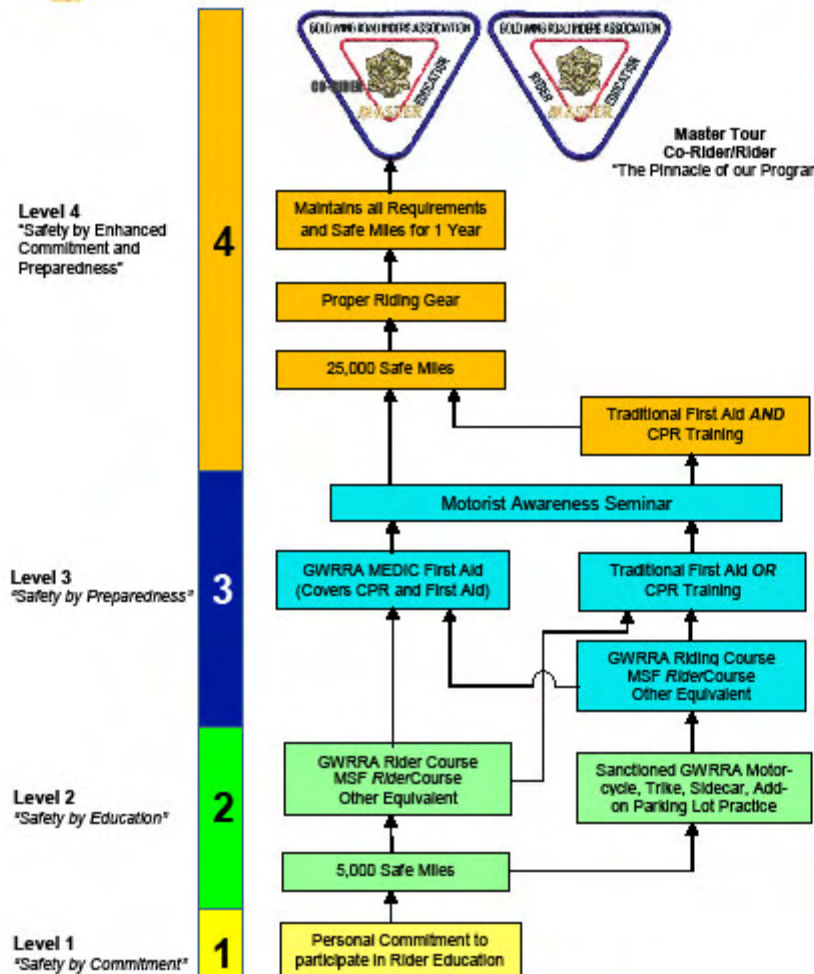 GOLD WING ROAD RIDERS ASSOCIATION
CO-RIDER
EDUCATION
MASTER
GOLD WING ROAD RIDERS ASSOCIATION
RIDER
EDUCATION
MASTER
Master Tour
Co-Rider/Rider
"The Pinnacle of our Program
Maintains all Requirements
and Safe Miles for 1 Year
Level 4
"Safety by Enhanced
Commitment and
Preparedness"
4
Proper Riding Gear
25,000 Safe Miles
Traditional First Aid AND
CPR Training
Motorist Awareness Seminar
Level 3
"Safety by Preparedness"
3
GWRRA MEDIC First Aid
(Covers CPR and First Aid)
Traditional First Aid OR
CPR Training
GWRRA Riding Course
MSF RiderCourse
Other Equivalent
Level 2
"Safety by Education"
2
GWRRA Rider Course
MSF RiderCourse
Other Equivalent
Sanctioned GWRRA Motor-
cycle, Trike, Sidecar, Add-
on Parking Lot Practice
5,000 Safe Miles
Level 1
"Safety by Commitment"
1
Personal Commitment to
participate in Rider Education